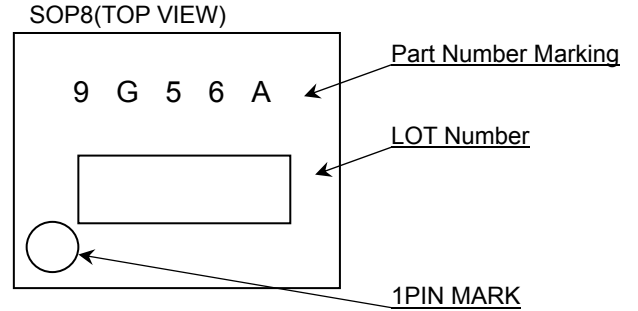 SOP8(TOP VIEW)
Part Number Marking
9 G 5 6 A
LOT Number
1PIN MARK